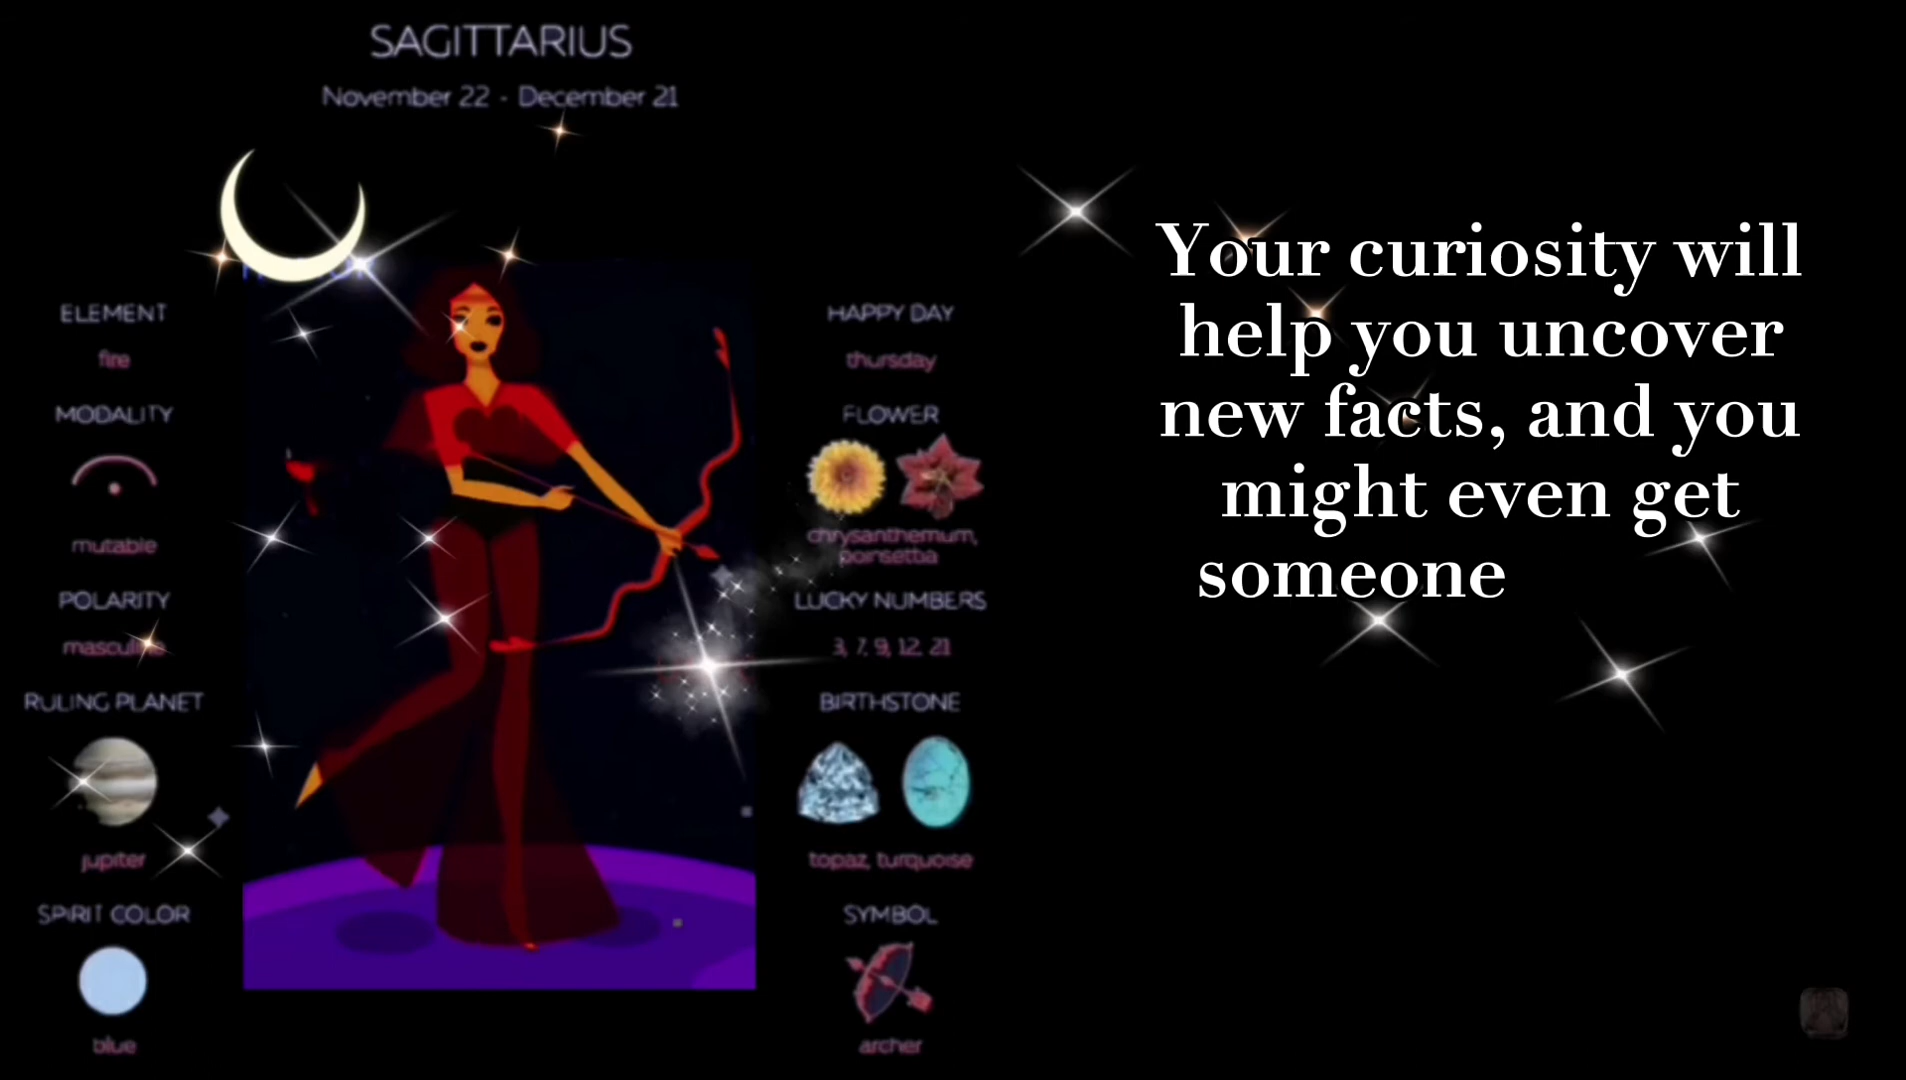 SAGITTARIUS
November 22 - December 21
ELEMENT
fire
MODALITY
mutable
POLARITY
masculine
RULING PLANET
jupiter
SPIRIT COLOR
blue
HAPPY DAY
thursday
FLOWER
chrysanthemum,
poinsettia
LUCKY NUMBERS
3, 7, 9, 12, 21
BIRTHSTONE
topaz, turquoise
SYMBOL
archer
Your curiosity will
help you uncover
new facts, and you
might even get
someone